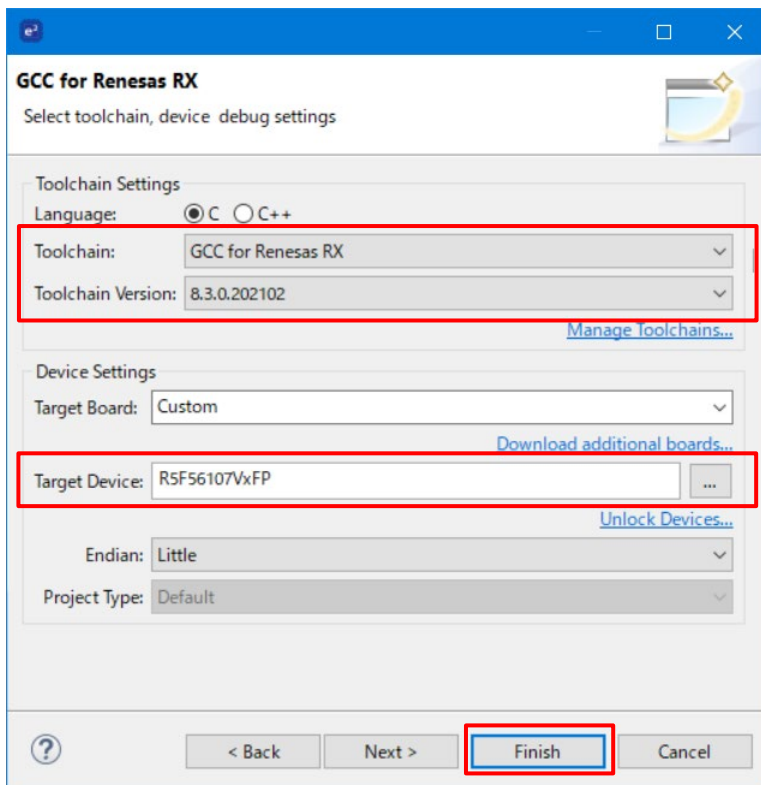 e²
GCC for Renesas RX
Select toolchain, device debug settings
Toolchain Settings
Language: C C++
Toolchain: GCC for Renesas RX
Toolchain Version: 8.3.0.202102
Manage Toolchains...
Device Settings
Target Board: Custom
Download additional boards...
Target Device: R5F56107VxFP ...
Unlock Devices...
Endian: Little
Project Type: Default
? < Back Next > Finish Cancel